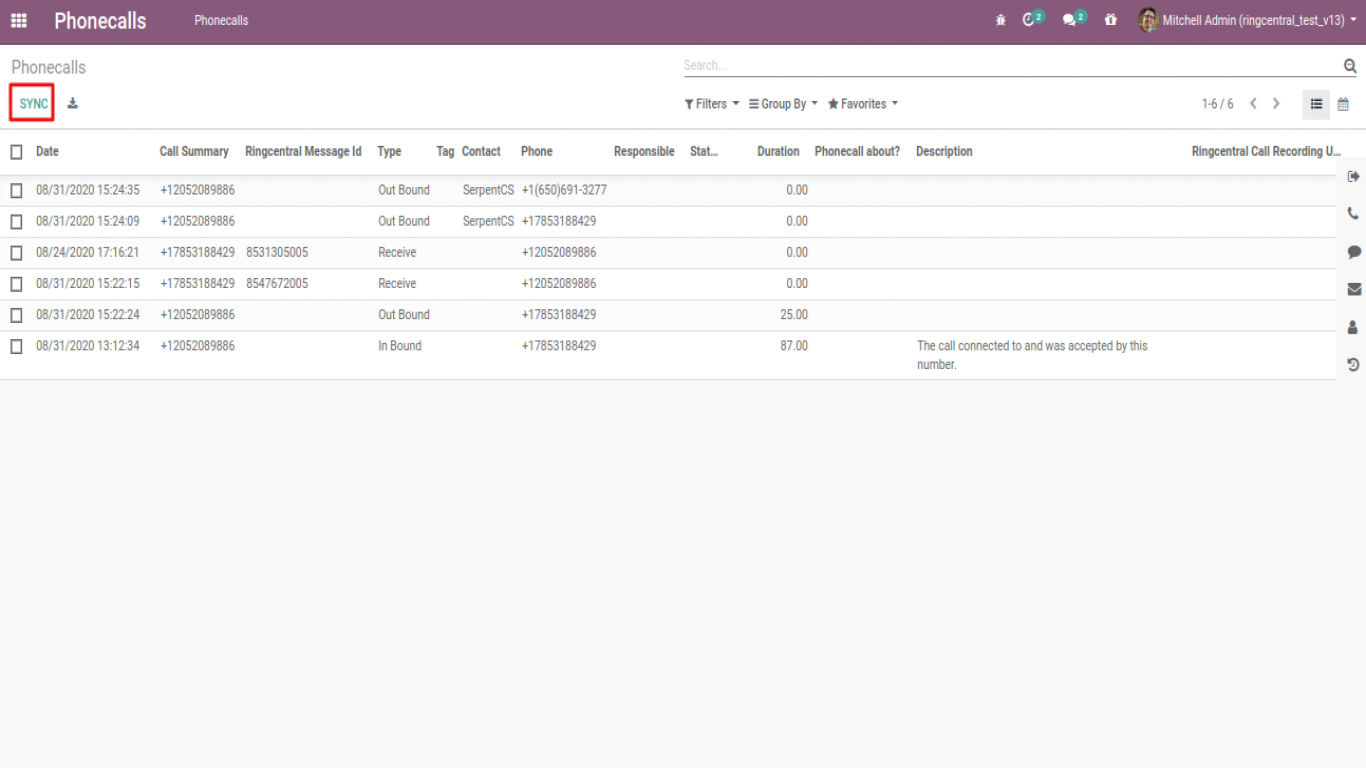 Phonecalls Phonecalls 2 2 Mitchell Admin (ringcentral_test_v13)
Phonecalls Search...
SYNC Filters Group By Favorites 1-6 / 6
Date Call Summary Ringcentral Message Id Type Tag Contact Phone Responsible Stat... Duration Phonecall about? Description Ringcentral Call Recording U...
08/31/2020 15:24:35 +12052089886 Out Bound SerpentCS +1(650)691-3277 0.00
08/31/2020 15:24:09 +12052089886 Out Bound SerpentCS +17853188429 0.00
08/24/2020 17:16:21 +17853188429 8531305005 Receive +12052089886 0.00
08/31/2020 15:22:15 +17853188429 8547672005 Receive +12052089886 0.00
08/31/2020 15:22:24 +12052089886 Out Bound +17853188429 25.00
08/31/2020 13:12:34 +12052089886 In Bound +17853188429 87.00 The call connected to and was accepted by this
number.